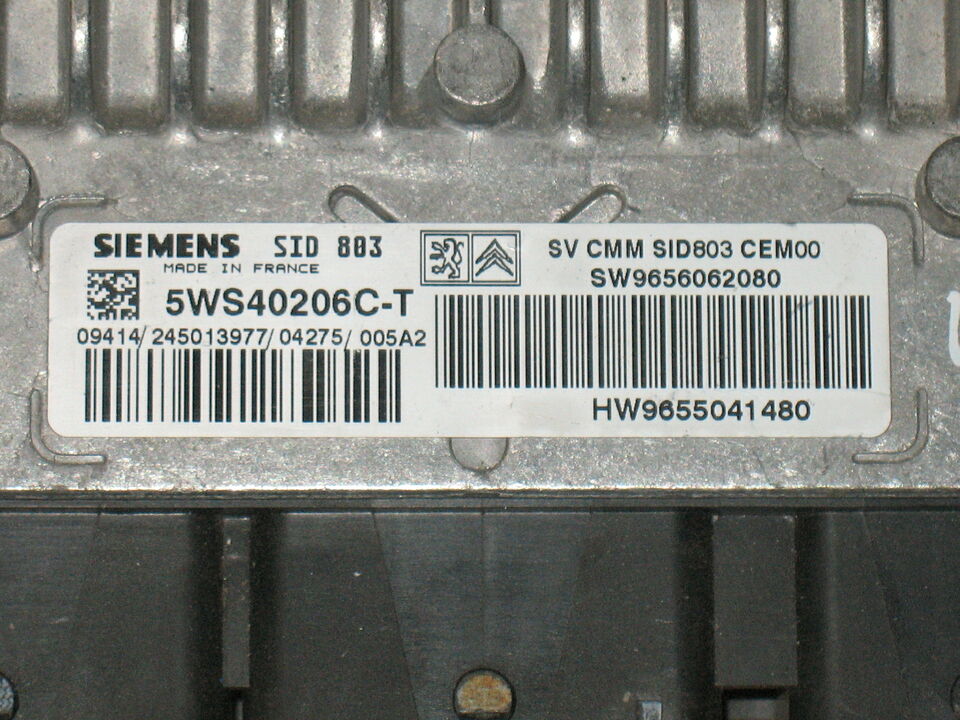 SIEMENS SID 803
MADE IN FRANCE
5WS40206C-T
09414/245013977/04275/005A2
SV CMM SID803 CEM00
SW9656062080
HW9655041480